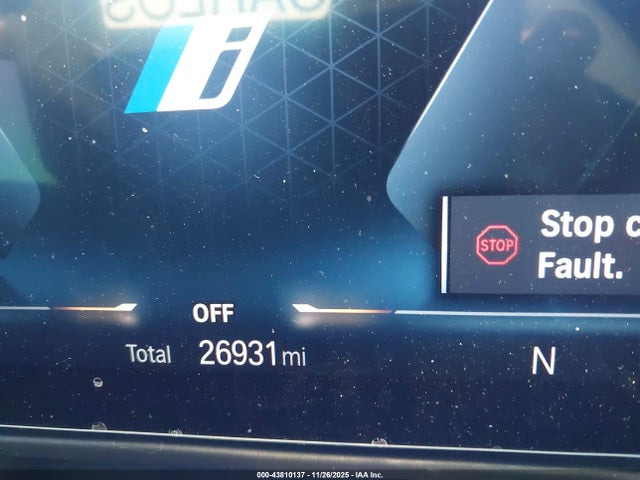 i
Stop c
STOP
Fault.
OFF
Total 26931 mi
N
000-43810137 - 11/26/2025 - IAA Inc.